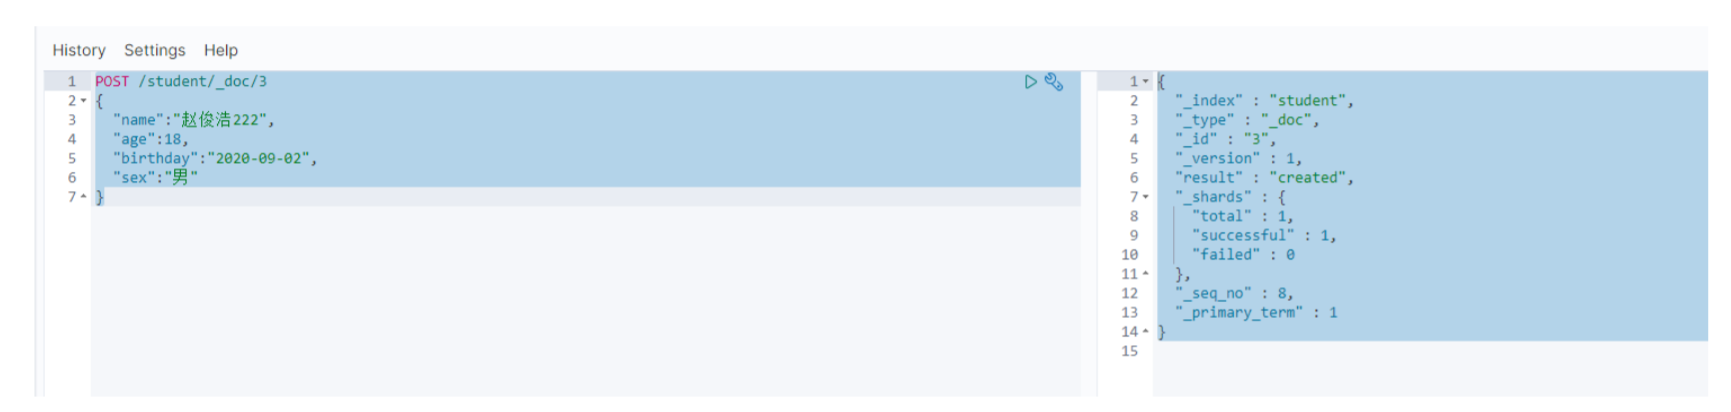 History Settings Help
1 POST /student/_doc/3
2 {
3 "name":"赵俊浩222",
4 "age":18,
5 "birthday":"2020-09-02",
6 "sex":"男"
7 }
1 {
2 "_index" : "student",
3 "_type" : "_doc",
4 "_id" : "3",
5 "_version" : 1,
6 "result" : "created",
7 "_shards" : {
8 "total" : 1,
9 "successful" : 1,
10 "failed" : 0
11 },
12 "_seq_no" : 8,
13 "_primary_term" : 1
14 }
15